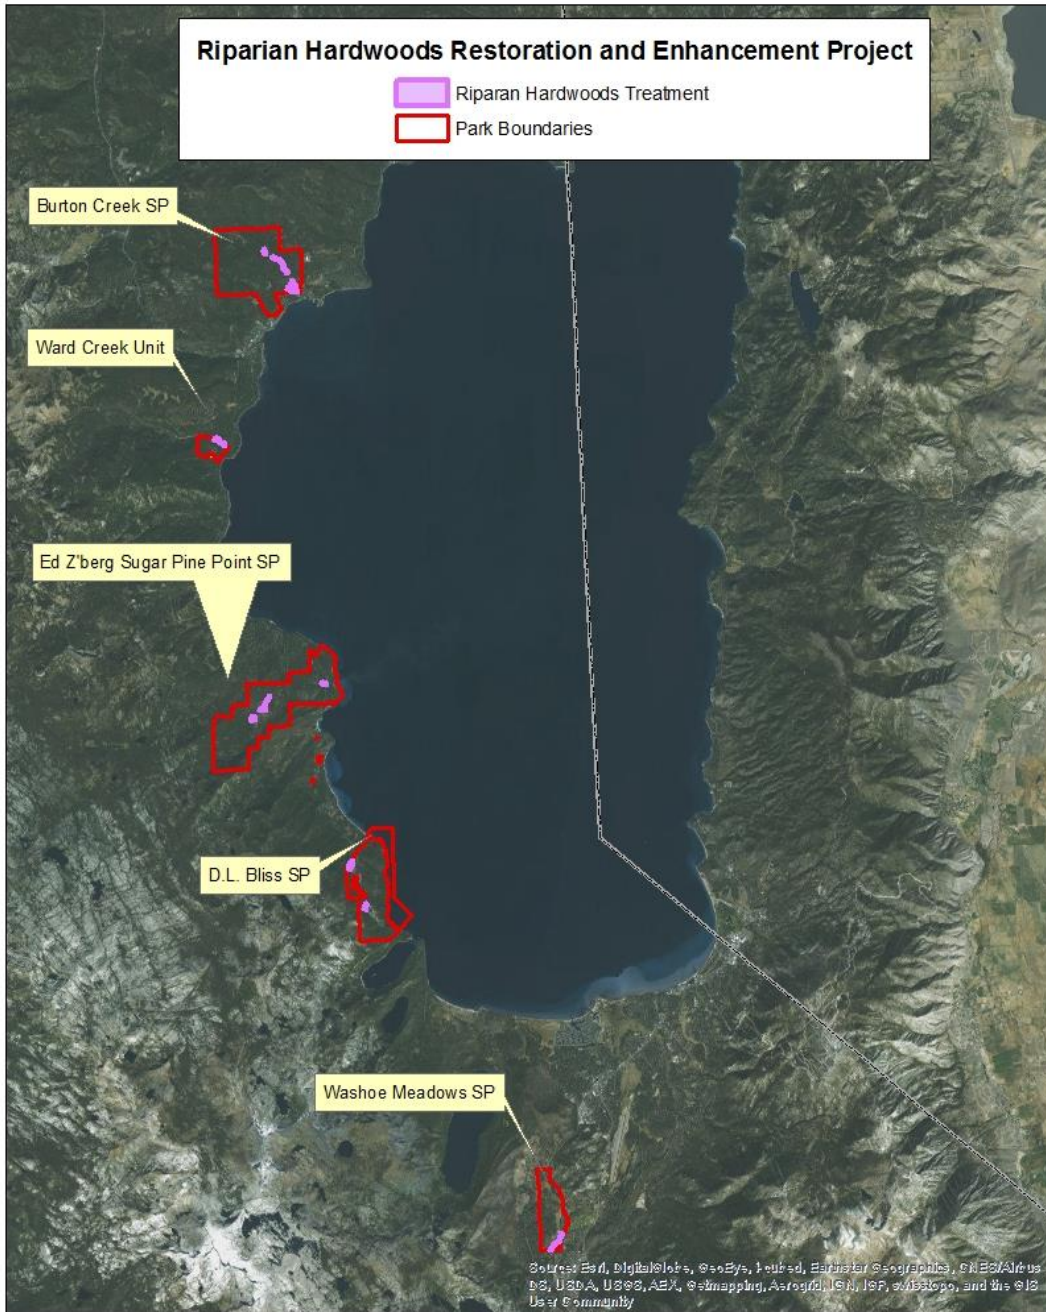 Riparian Hardwoods Restoration and Enhancement Project
Riparan Hardwoods Treatment
Park Boundaries
Burton Creek SP
Ward Creek Unit
Ed Z'berg Sugar Pine Point SP
D.L. Bliss SP
Washoe Meadows SP
Source: Esri, DigitalGlobe, GeoEye, i-cubed, Earthstar Geographics, CNES/Airbus
DS, USDA, USGS, AEX, Getmapping, Aerogrid, IGN, IGP, swisstopo, and the GIS
User Community